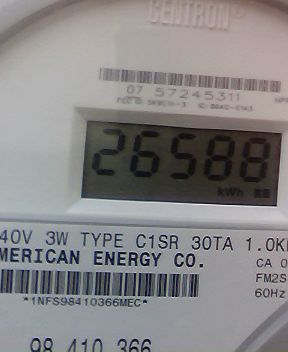 CENTRON
07 57245311
26588
kWh
40V 3W TYPE C1SR 30TA 1.0K
MERICAN ENERGY CO.
CA 0
FM2S
60Hz
*1NFS98410366MEC*
98 410 366